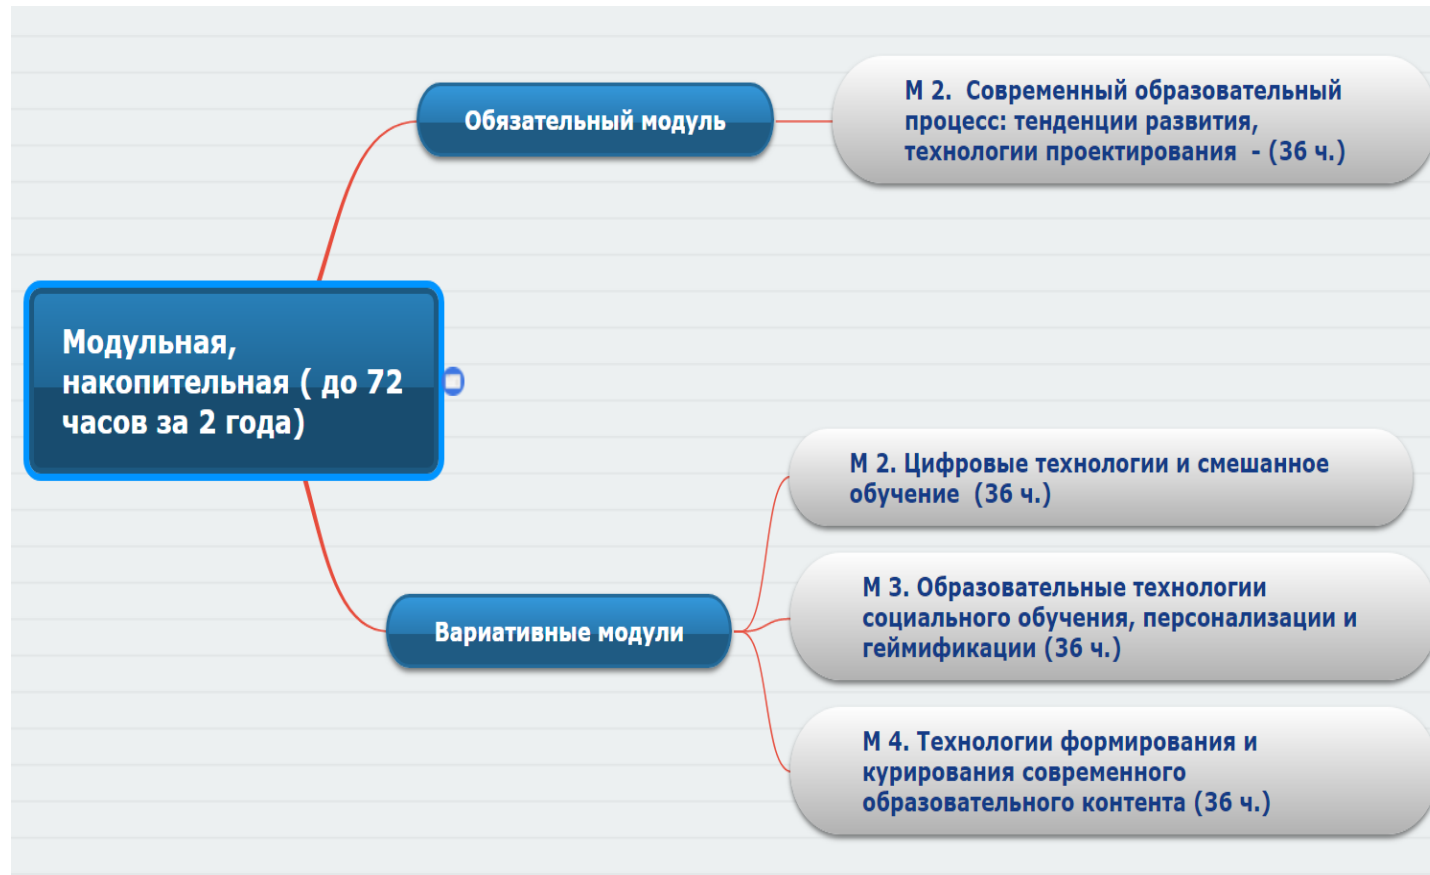 Модульная,
накопительная ( до 72
часов за 2 года)
Обязательный модуль
М 2.  Современный образовательный
процесс: тенденции развития,
технологии проектирования  - (36 ч.)
Вариативные модули
М 2. Цифровые технологии и смешанное
обучение  (36 ч.)
М 3. Образовательные технологии
социального обучения, персонализации и
геймификации (36 ч.)
М 4. Технологии формирования и
курирования современного
образовательного контента (36 ч.)